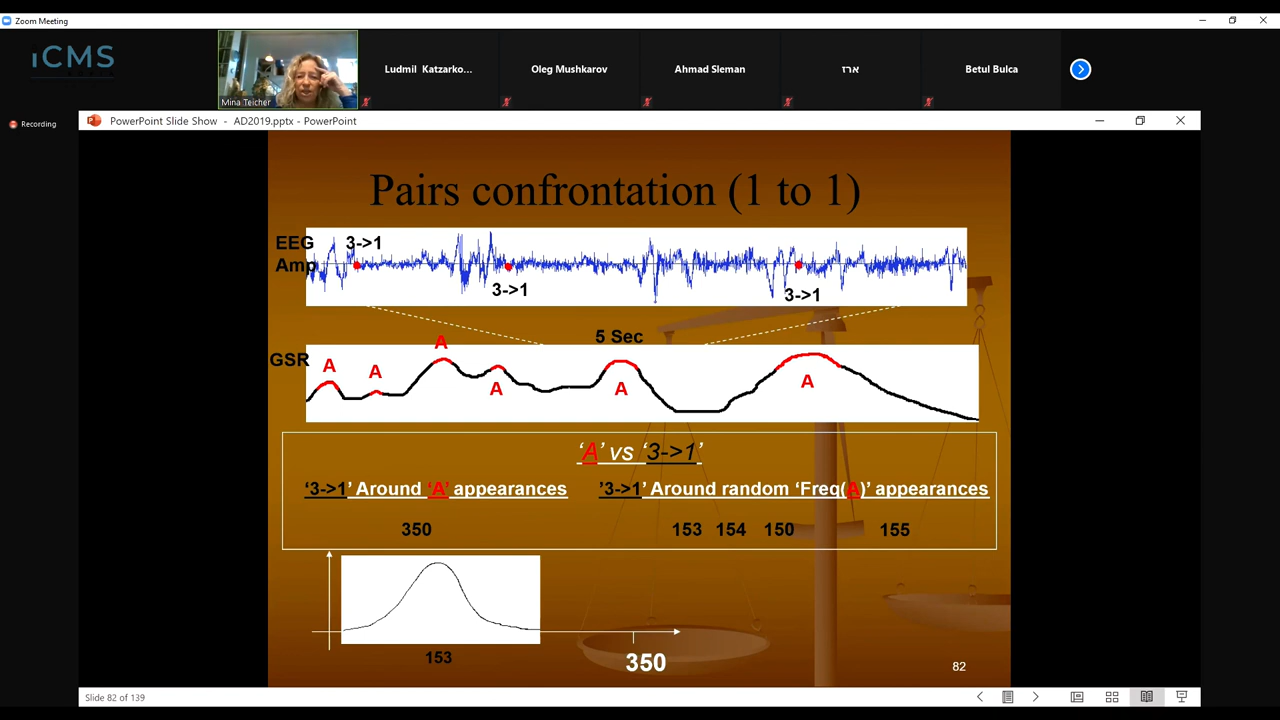 Zoom Meeting
iCMS
Mina Teicher
Ludmil Katzarko...
Oleg Mushkarov
Ahmad Sleman
ארז
Betul Bulca
Recording
PowerPoint Slide Show - AD2019.pptx - PowerPoint
Pairs confrontation (1 to 1)
EEG
Amp
3->1
3->1
3->1
5 Sec
GSR
A
A
A
A
A
A
‘A’ vs ‘3->1’
‘3->1’ Around ‘A’ appearances
’3->1’ Around random ‘Freq(A)’ appearances
350
153 154 150 155
153
350
82
Slide 82 of 139